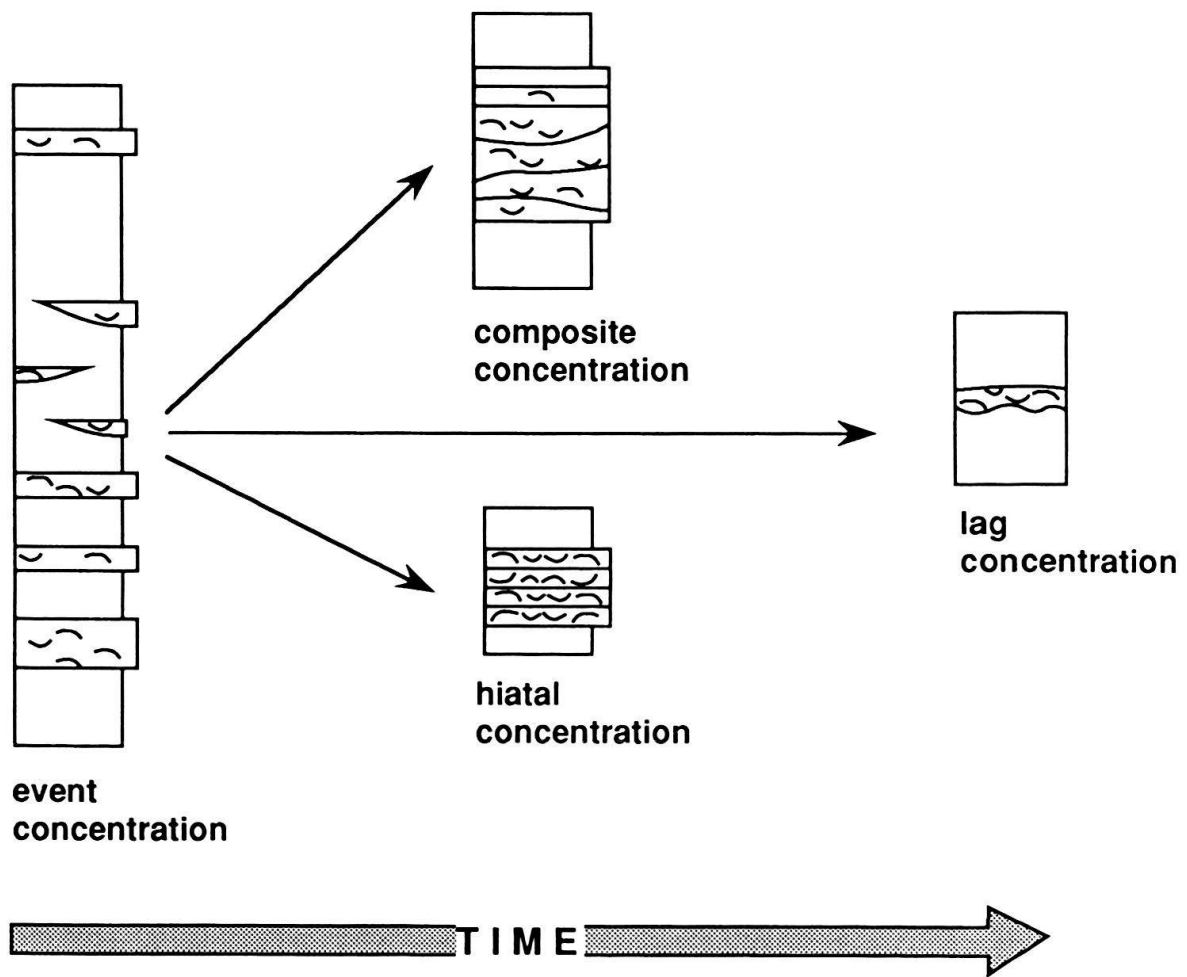 composite
concentration
lag
concentration
hiatal
concentration
event
concentration
TIME